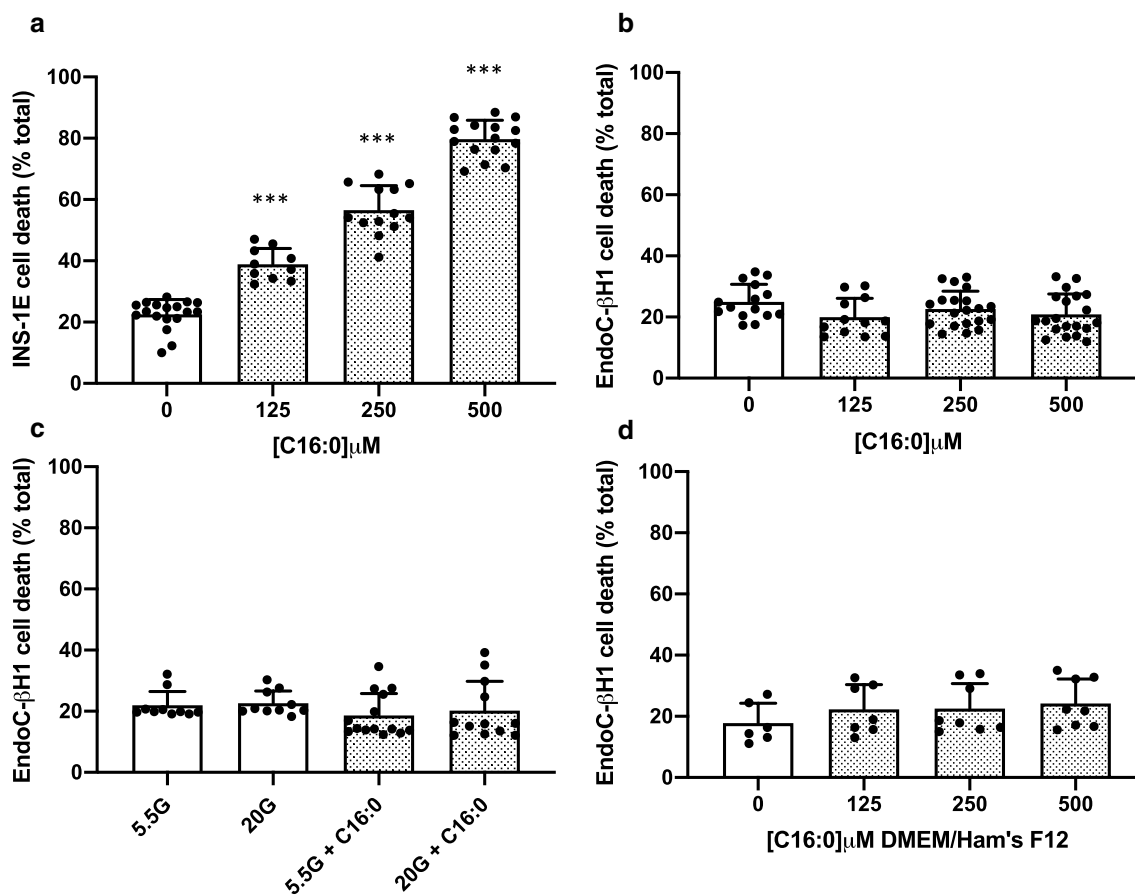 a
INS-1E cell death (% total)
100
80
60
40
20
0
***
***
***
0 125 250 500
[C16:0]μM
b
EndoC-βH1 cell death (% total)
100
80
60
40
20
0
0 125 250 500
[C16:0]μM
c
EndoC-βH1 cell death (% total)
100
80
60
40
20
0
5.5G
20G
5.5G + C16:0
20G + C16:0
d
EndoC-βH1 cell death (% total)
100
80
60
40
20
0
0 125 250 500
[C16:0]μM DMEM/Ham's F12